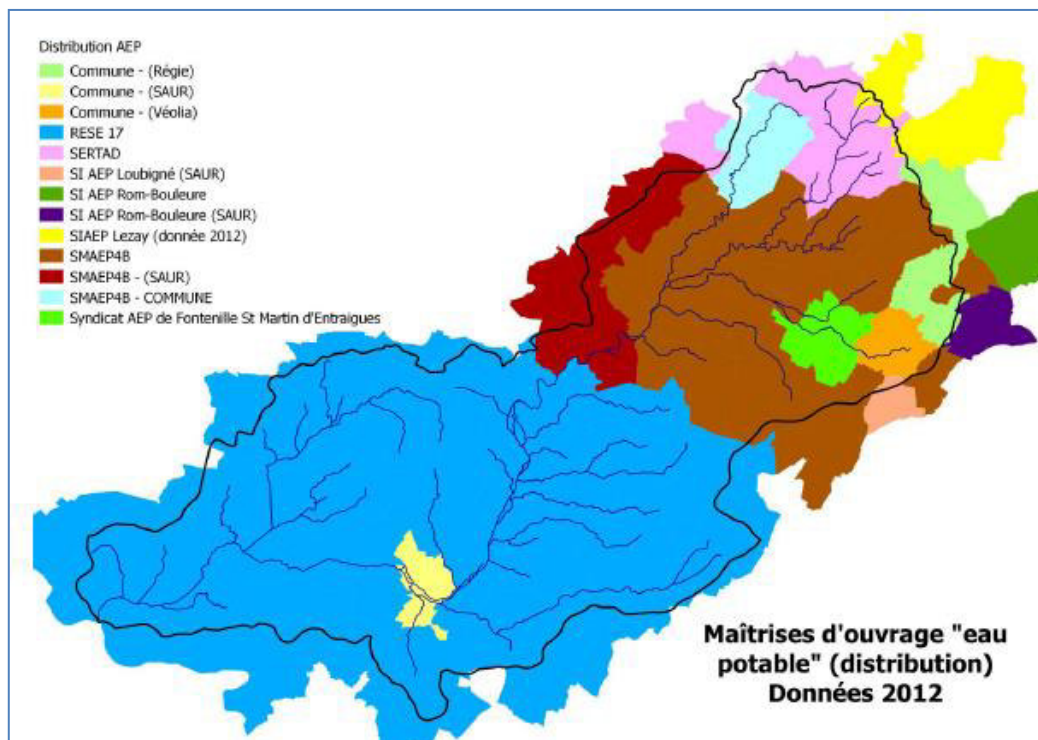 Distribution AEP
Commune - (Régie)
Commune - (SAUR)
Commune - (Véolia)
RESE 17
SERTAD
SI AEP Loubigné (SAUR)
SI AEP Rom-Bouleure
SI AEP Rom-Bouleure (SAUR)
SIAEP Lezay (donnée 2012)
SMAEP4B
SMAEP4B - (SAUR)
SMAEP4B - COMMUNE
Syndicat AEP de Fontenille St Martin d'Entraigues
Maîtrises d'ouvrage "eau
potable" (distribution)
Données 2012